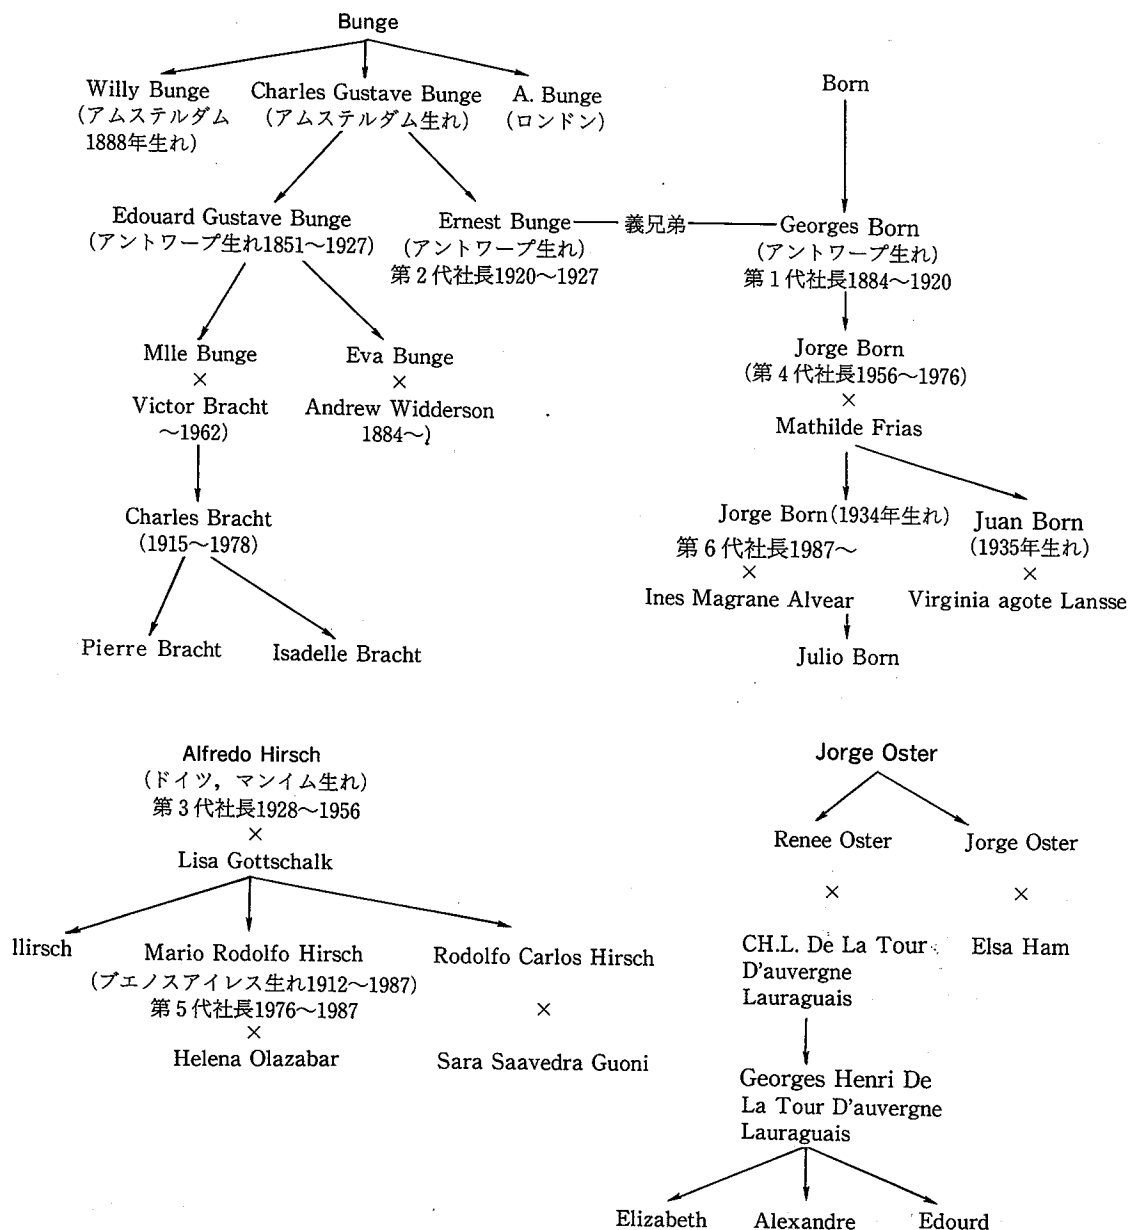 Bunge
Willy Bunge
(アムステルダム
1888年生れ)
Charles Gustave Bunge
(アムステルダム生れ)
A. Bunge
(ロンドン)
Born
Edouard Gustave Bunge
(アントワープ生れ1851〜1927)
Ernest Bunge
(アントワープ生れ)
第2代社長1920〜1927
義兄弟
Georges Born
(アントワープ生れ)
第1代社長1884〜1920
Mlle Bunge
×
Victor Bracht
〜1962)
Eva Bunge
×
Andrew Widderson
1884〜)
Jorge Born
(第4代社長1956〜1976)
×
Mathilde Frias
Charles Bracht
(1915〜1978)
Jorge Born(1934年生れ)
第6代社長1987〜
×
Ines Magrane Alvear
Juan Born
(1935年生れ)
×
Virginia agote Lansse
Pierre Bracht
Isadelle Bracht
Julio Born
Alfredo Hirsch
(ドイツ，マンイム生れ)
第3代社長1928〜1956
×
Lisa Gottschalk
Jorge Oster
Renee Oster
×
CH.L. De La Tour
D'auvergne
Lauraguais
Jorge Oster
×
Elsa Ham
llirsch
Mario Rodolfo Hirsch
(ブエノスアイレス生れ1912〜1987)
第5代社長1976〜1987
×
Helena Olazabar
Rodolfo Carlos Hirsch
×
Sara Saavedra Guoni
Georges Henri De
La Tour D'auvergne
Lauraguais
Elizabeth
Alexandre
Edourd